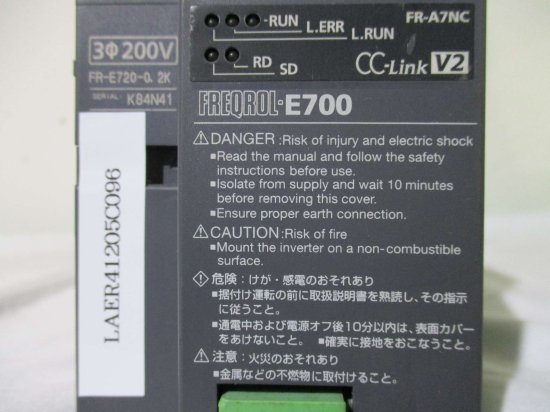 RUN
L.ERR
L.RUN
FR-A7NC
RD
SD
CC-Link V2
3Φ200V
FR-E720-0.2K
SERIAL: K84N41
FREQROL-E700
LAER41205C096
⚠DANGER :Risk of injury and electric shock
■Read the manual and follow the safety
instructions before use.
■Isolate from supply and wait 10 minutes
before removing this cover.
■Ensure proper earth connection.
⚠CAUTION :Risk of fire
■Mount the inverter on a non-combustible
surface.
危険：けが・感電のおそれあり
■据付け運転の前に取扱説明書を熟読し、その指示
に従うこと。
■通電中および電源オフ後10分以内は、表面カバー
をあけないこと。 ■確実に接地をおこなうこと。
⚠注意：火災のおそれあり
■金属などの不燃物に取付けること。